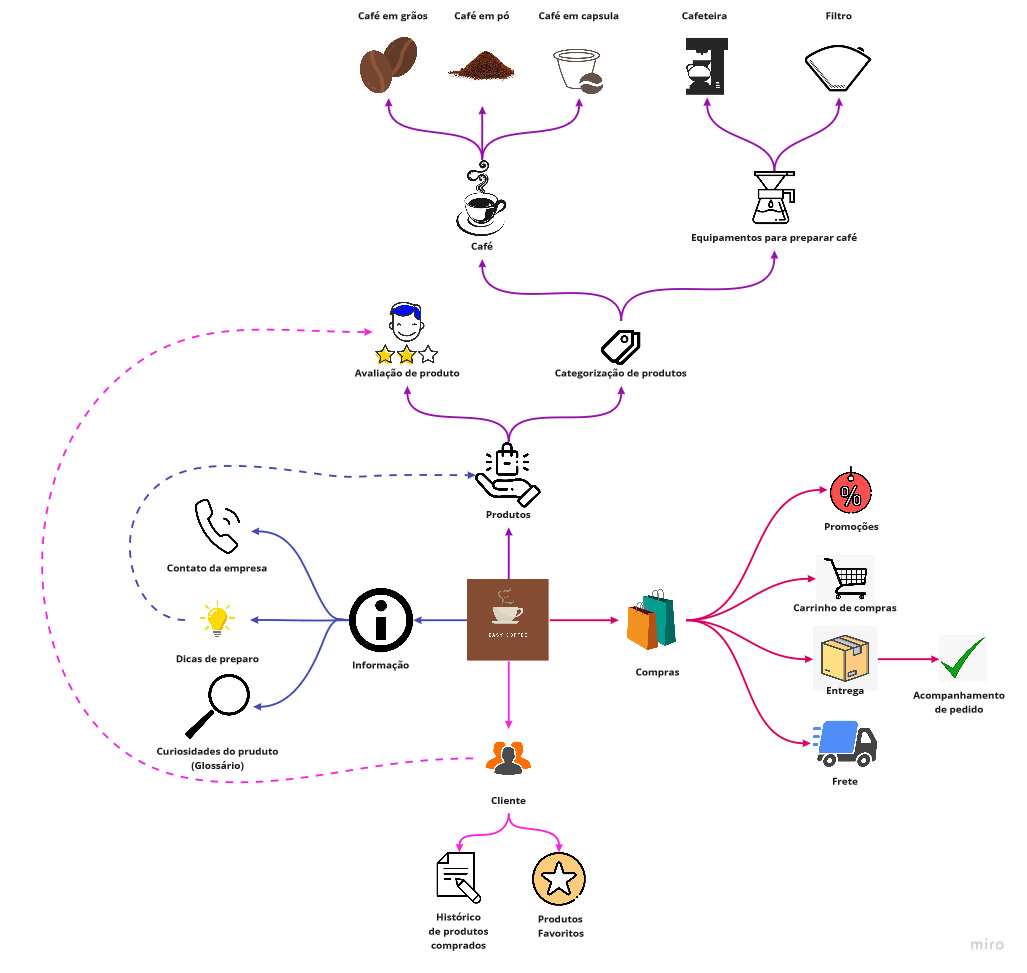 Café em grãos
Café em pó
Café em capsula
Cafeteira
Filtro
Café
Equipamentos para preparar café
Avaliação de produto
Categorização de produtos
Produtos
Promoções
Contato da empresa
Carrinho de compras
EASY COFFEE
Dicas de preparo
Informação
Compras
Entrega
Acompanhamento
de pedido
Curiosidades do pruduto
(Glossário)
Frete
Cliente
Histórico
de produtos
comprados
Produtos
Favoritos
miro